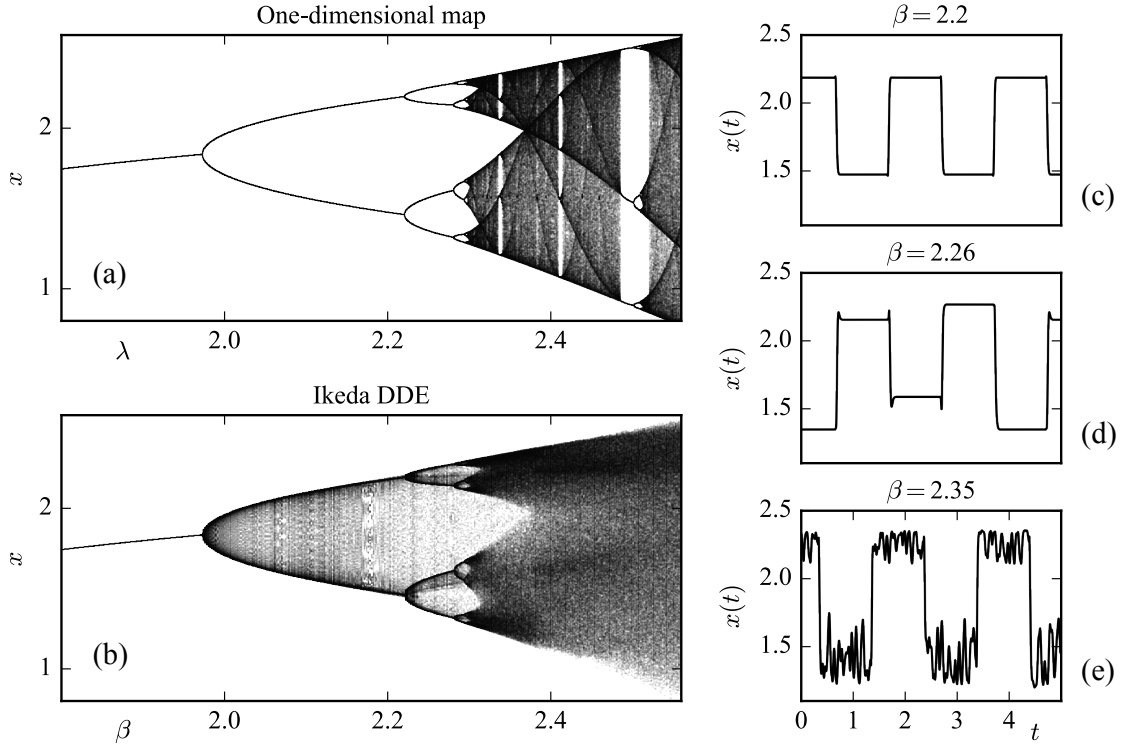 One-dimensional map
x
2
1
(a)
λ
2.0
2.2
2.4
Ikeda DDE
x
2
1
(b)
β
2.0
2.2
2.4
β = 2.2
2.5
2.0
1.5
x(t)
(c)
β = 2.26
2.5
2.0
1.5
x(t)
(d)
β = 2.35
2.5
2.0
1.5
x(t)
(e)
0 1 2 3 4 t